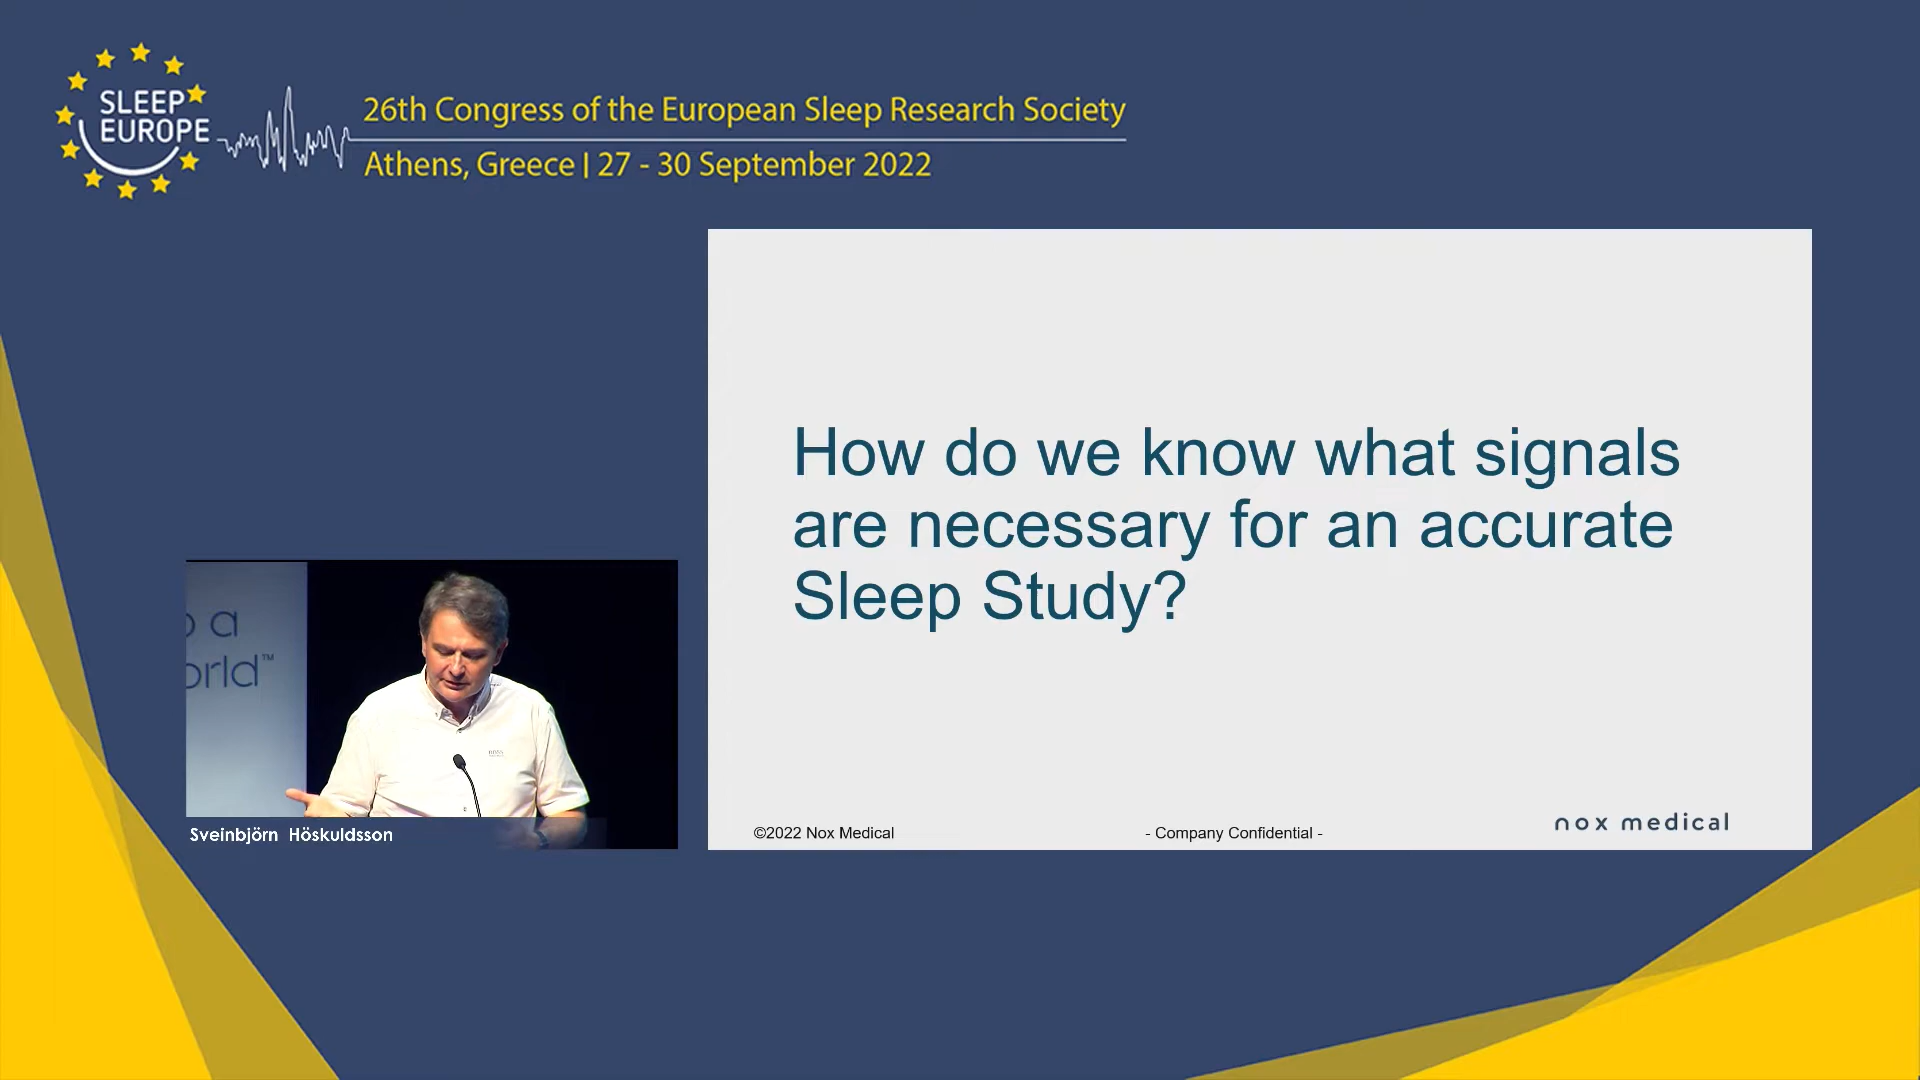 SLEEP
EUROPE
26th Congress of the European Sleep Research Society
Athens, Greece | 27 - 30 September 2022
How do we know what signals
are necessary for an accurate
Sleep Study?
©2022 Nox Medical
- Company Confidential -
nox medical
o a
orld™
BOSS
Sveinbjörn Höskuldsson